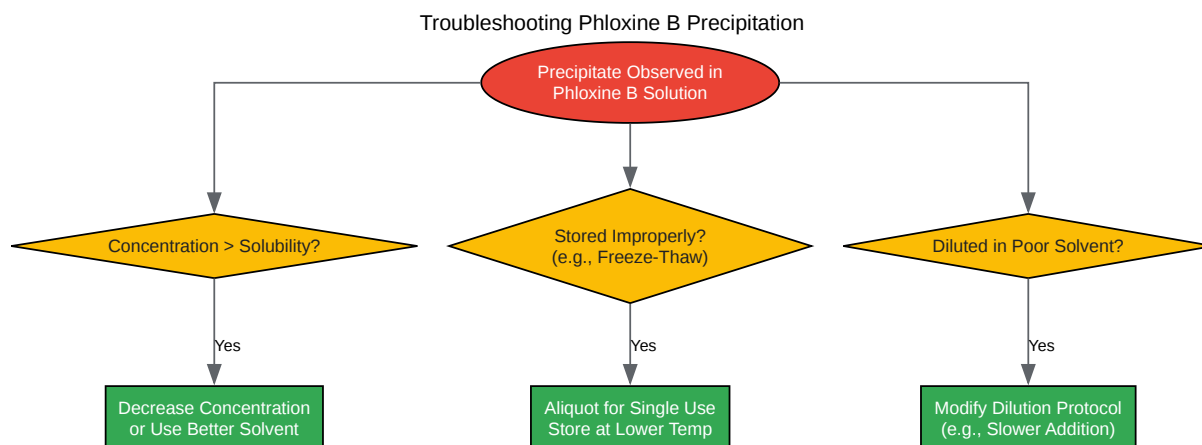 Troubleshooting Phloxine B Precipitation
Precipitate Observed in
Phloxine B Solution
Concentration > Solubility?
Stored Improperly?
(e.g., Freeze-Thaw)
Diluted in Poor Solvent?
Yes
Yes
Yes
Decrease Concentration
or Use Better Solvent
Aliquot for Single Use
Store at Lower Temp
Modify Dilution Protocol
(e.g., Slower Addition)